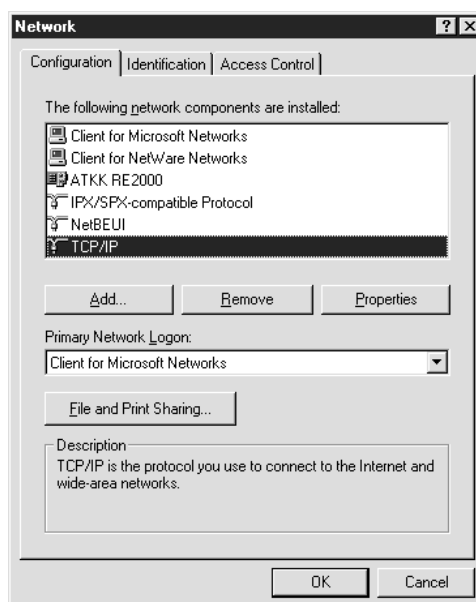 Network
Configuration Identification Access Control
The following network components are installed:
Client for Microsoft Networks
Client for NetWare Networks
ATKK RE2000
IPX/SPX-compatible Protocol
NetBEUI
TCP/IP
Add... Remove Properties
Primary Network Logon:
Client for Microsoft Networks
File and Print Sharing...
Description
TCP/IP is the protocol you use to connect to the Internet and
wide-area networks.
OK Cancel